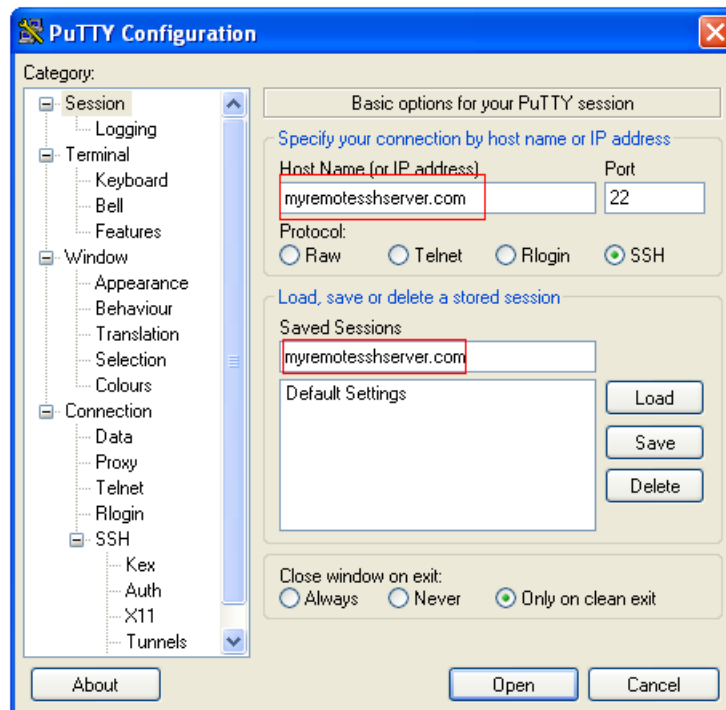 PuTTY Configuration
Category:
Session
Logging
Terminal
Keyboard
Bell
Features
Window
Appearance
Behaviour
Translation
Selection
Colours
Connection
Data
Proxy
Telnet
Rlogin
SSH
Kex
Auth
X11
Tunnels
Basic options for your PuTTY session
Specify your connection by host name or IP address
Host Name (or IP address) Port
myremotesshserver.com 22
Protocol:
Raw Telnet Rlogin SSH
Load, save or delete a stored session
Saved Sessions
myremotesshserver.com
Default Settings
Load
Save
Delete
Close window on exit:
Always Never Only on clean exit
About Open Cancel